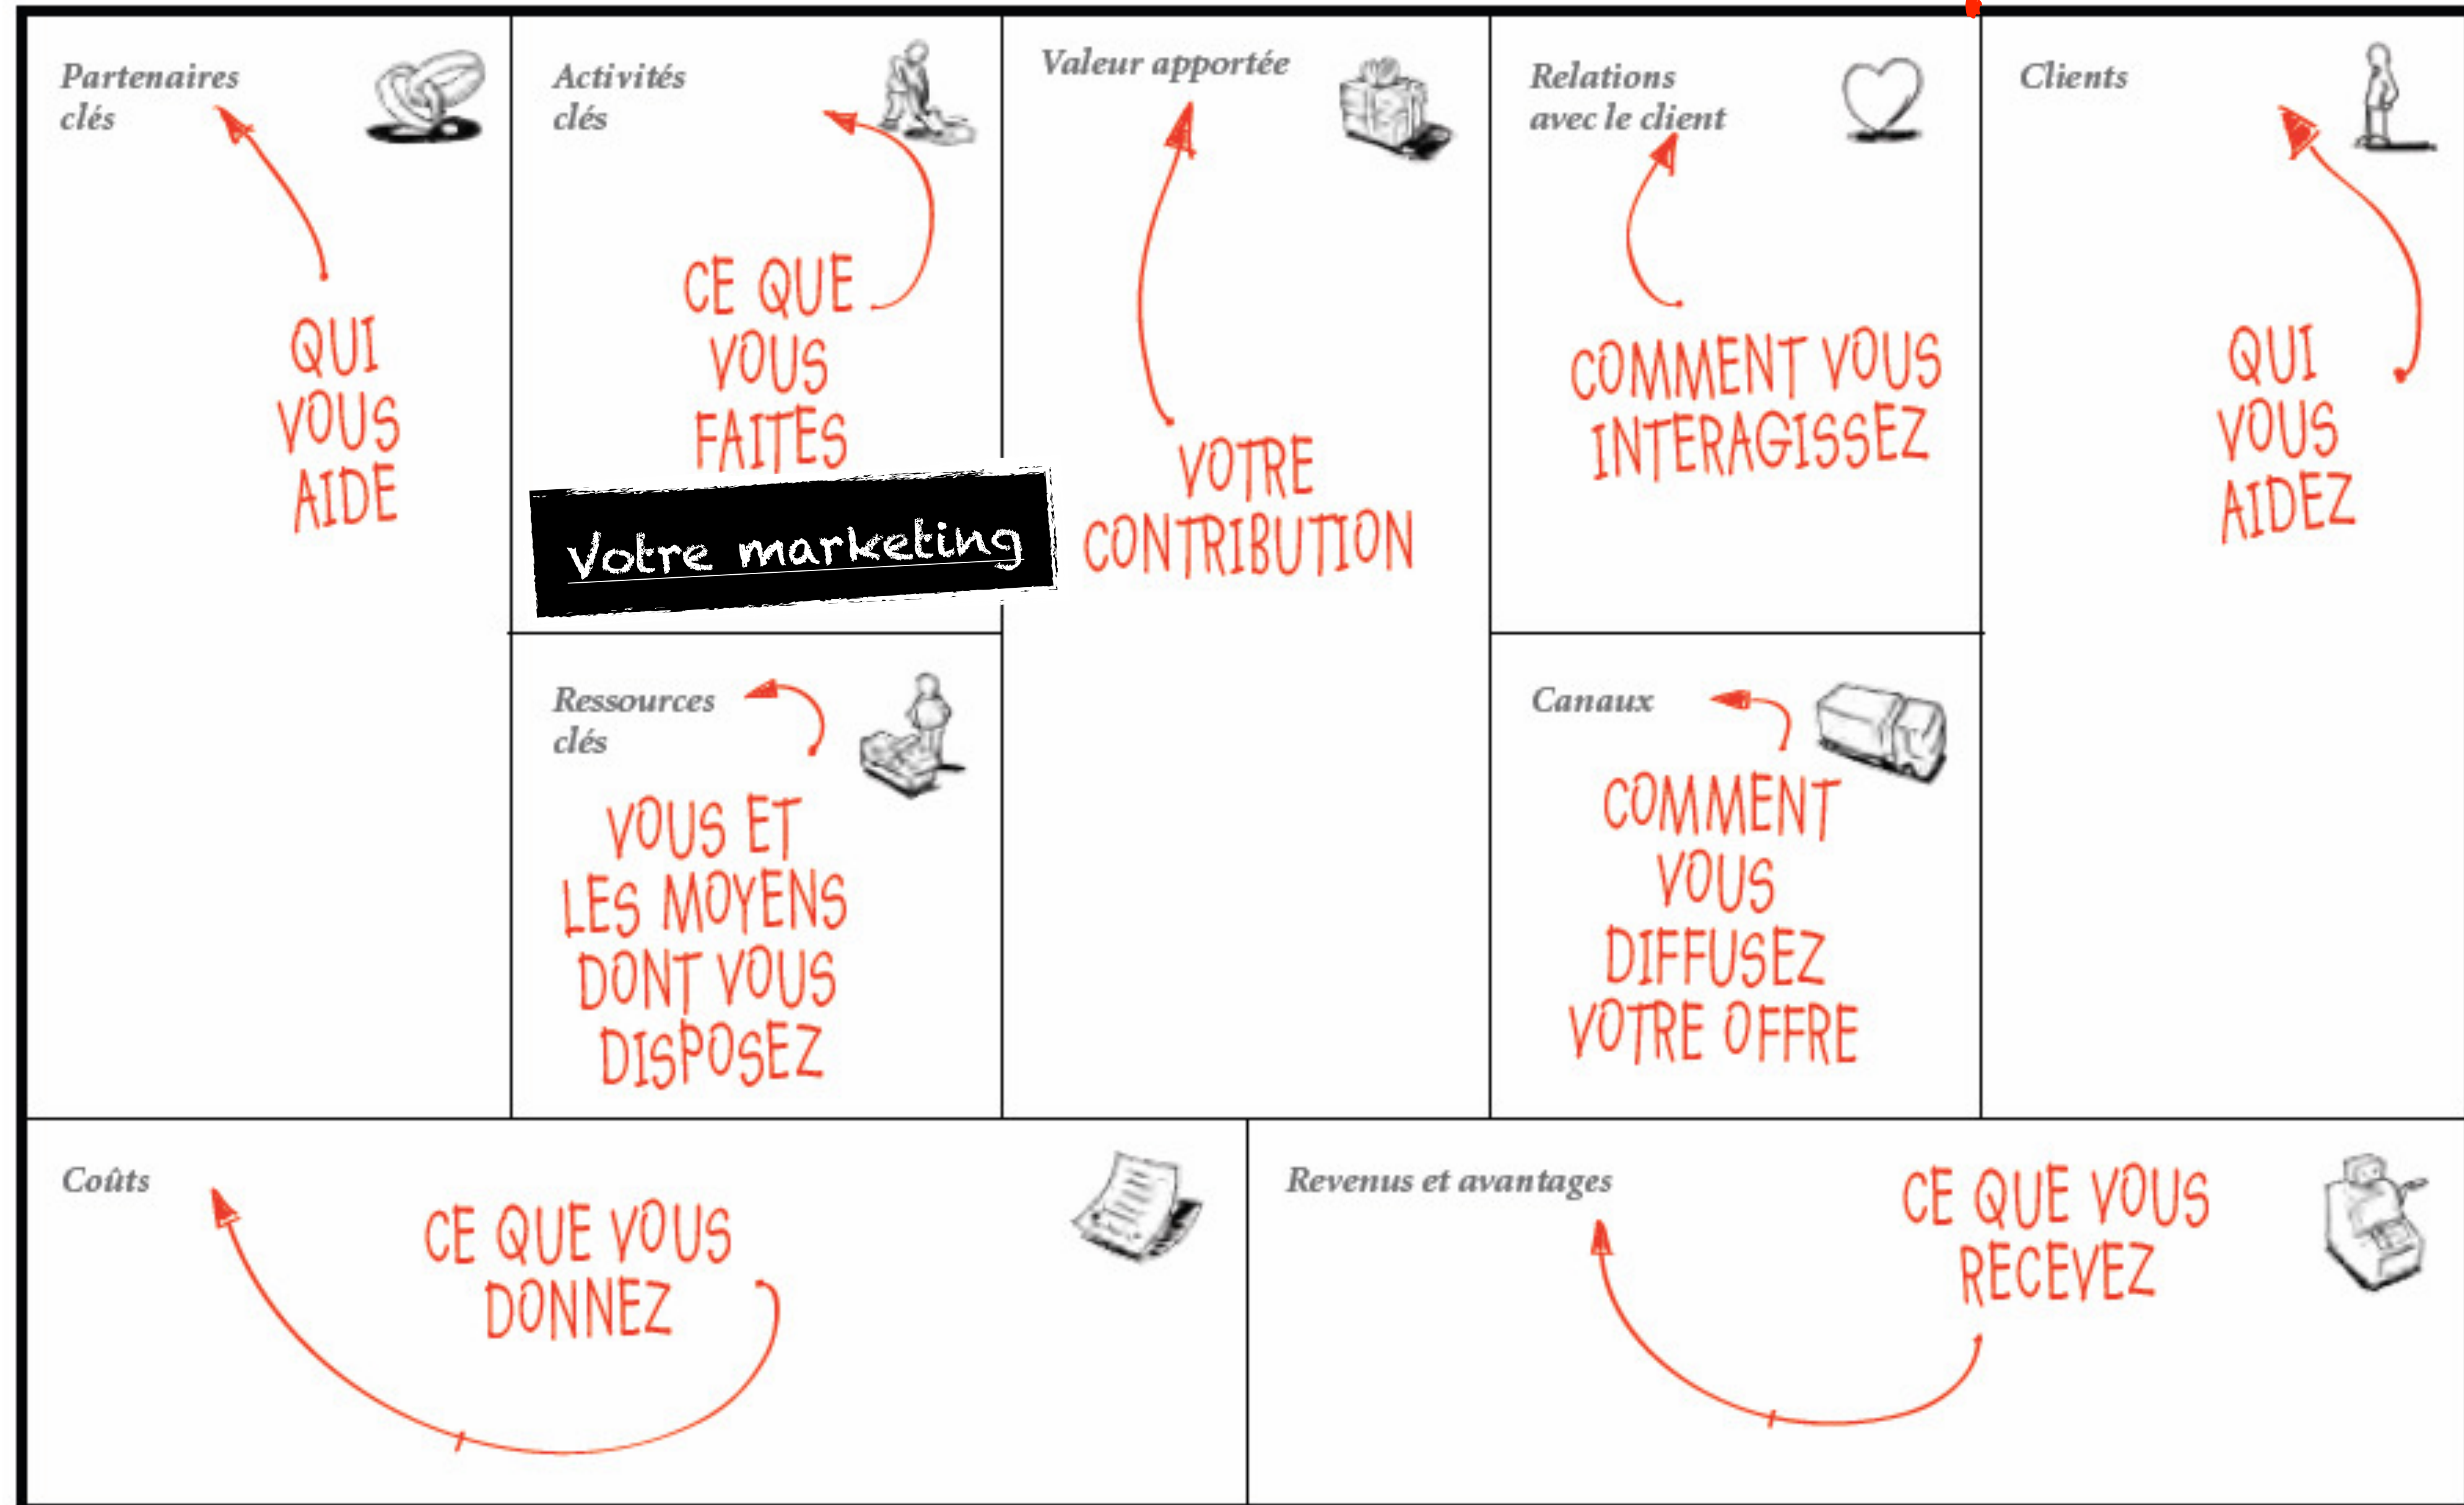 Partenaires
clés
QUI
VOUS
AIDE
Activités
clés
CE QUE
VOUS
FAITES
Votre marketing
Ressources
clés
VOUS ET
LES MOYENS
DONT VOUS
DISPOSEZ
Valeur apportée
VOTRE
CONTRIBUTION
Relations
avec le client
COMMENT VOUS
INTERAGISSEZ
Canaux
COMMENT
VOUS
DIFFUSEZ
VOTRE OFFRE
Clients
QUI
VOUS
AIDEZ
Coûts
CE QUE VOUS
DONNEZ
Revenus et avantages
CE QUE VOUS
RECEVEZ